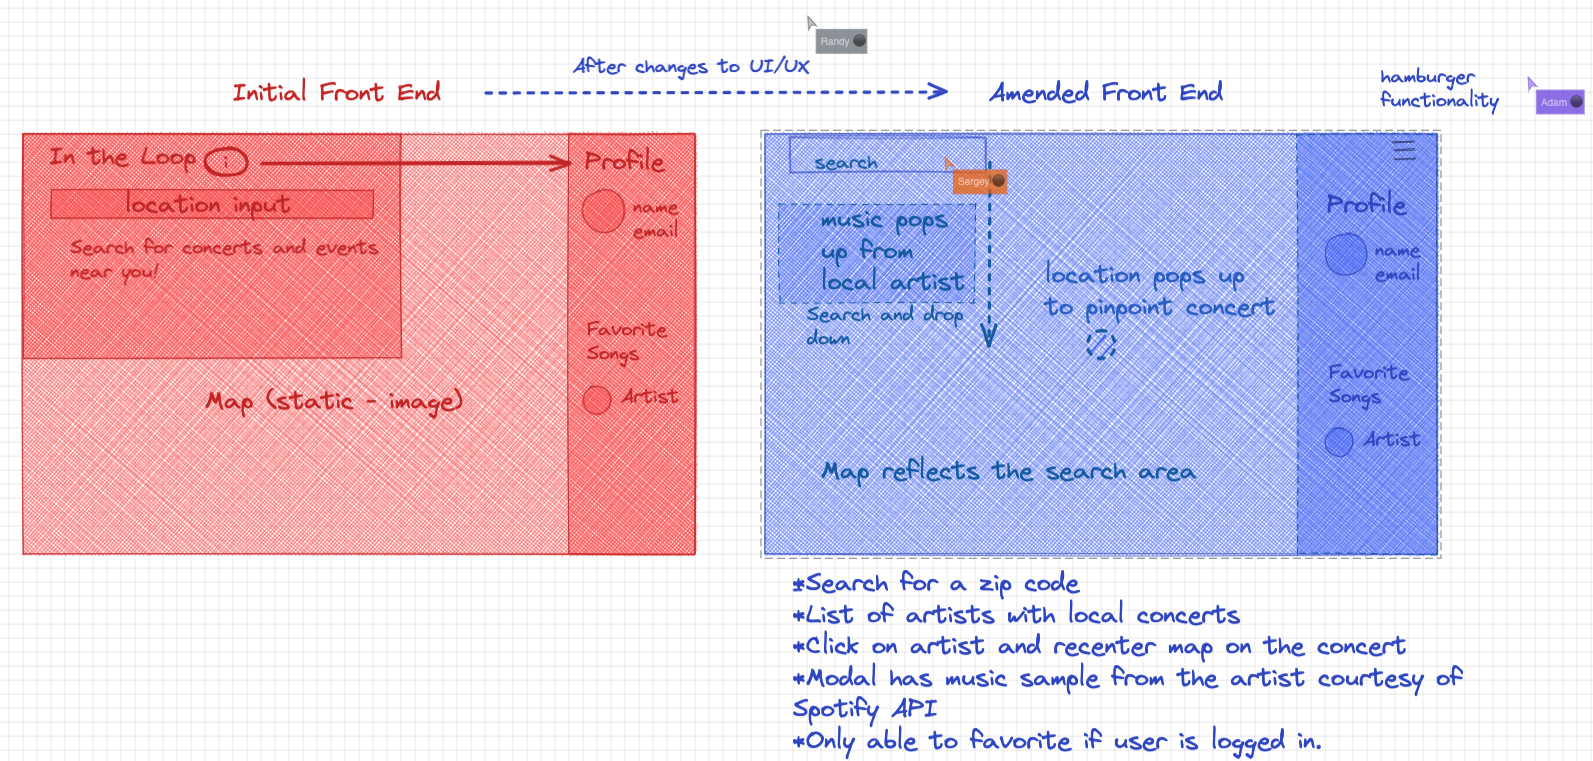 Randy
After changes to UI/UX
Initial Front End
Amended Front End
hamburger
functionality
Adam
In the Loop
i
Profile
location input
name
email
Search for concerts and events
near you!
Favorite
Songs
Artist
Map (static - image)
search
Sergey
music pops
up from
local artist
Search and drop
down
location pops up
to pinpoint concert
Map reflects the search area
Profile
name
email
Favorite
Songs
Artist
*Search for a zip code
*List of artists with local concerts
*Click on artist and recenter map on the concert
*Modal has music sample from the artist courtesy of
Spotify API
*Only able to favorite if user is logged in.